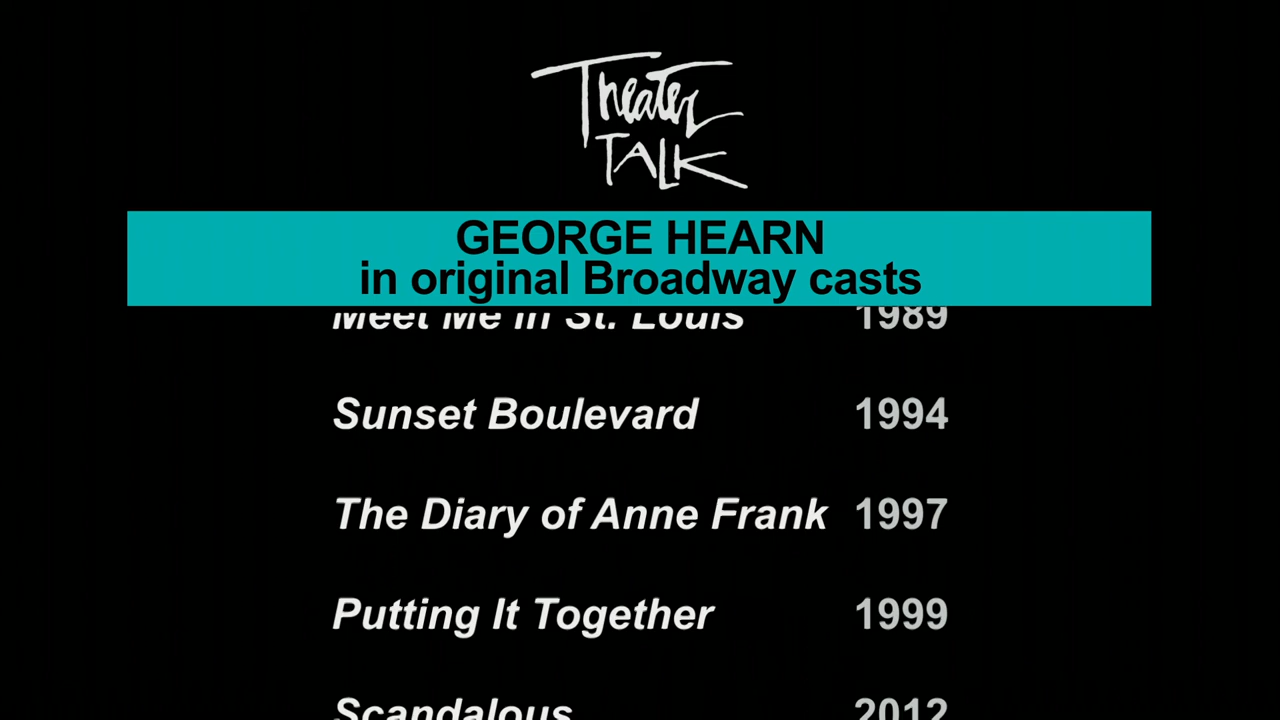 Theater
TALK
GEORGE HEARN
in original Broadway casts
Meet Me in St. Louis 1989
Sunset Boulevard 1994
The Diary of Anne Frank 1997
Putting It Together 1999
Scandalous 2012